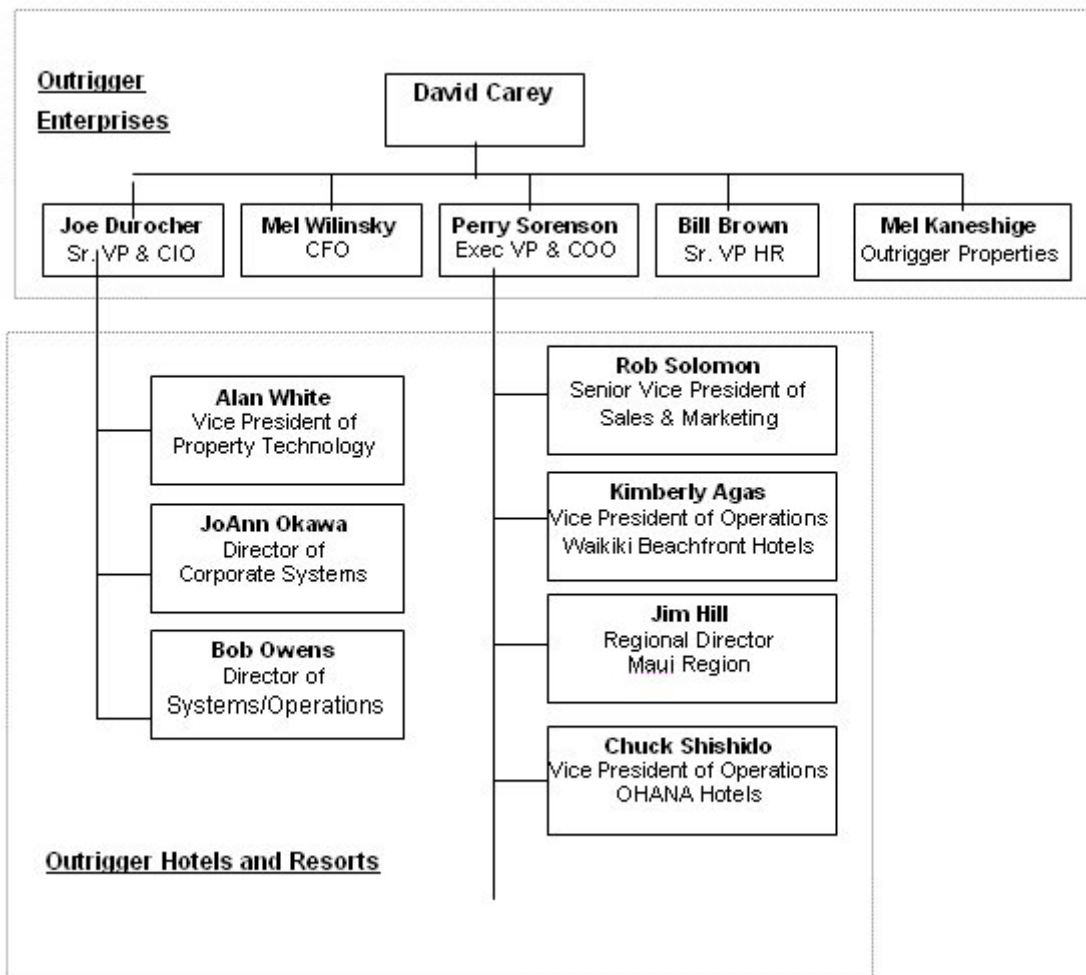 Outrigger
Enterprises
David Carey
Joe Durocher
Sr. VP & CIO
Mel Wilinsky
CFO
Perry Sorenson
Exec VP & COO
Bill Brown
Sr. VP HR
Mel Kaneshige
Outrigger Properties
Alan White
Vice President of
Property Technology
JoAnn Okawa
Director of
Corporate Systems
Bob Owens
Director of
Systems/Operations
Rob Solomon
Senior Vice President of
Sales & Marketing
Kimberly Agas
Vice President of Operations
Waikiki Beachfront Hotels
Jim Hill
Regional Director
Maui Region
Chuck Shishido
Vice President of Operations
OHANA Hotels
Outrigger Hotels and Resorts